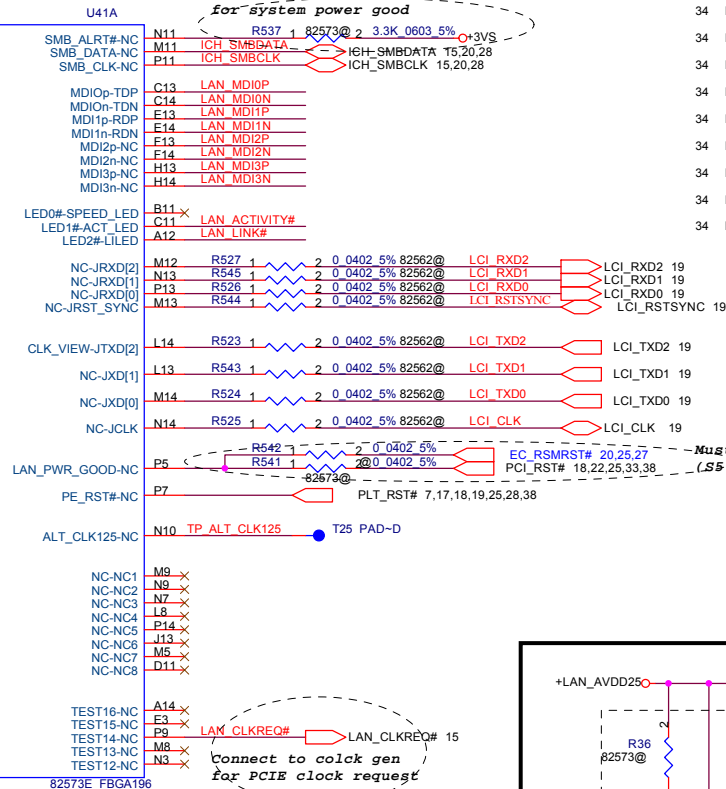 U41A
for system power good
SMB_ALRT#-NC N11 R537 1 82573@ 2 3.3K_0603_5% +3VS
SMB_DATA-NC M11 ICH_SMBDATA ICH_SMBDATA 15,20,28
SMB_CLK-NC P11 ICH_SMBCLK ICH_SMBCLK 15,20,28
MDIOp-TDP C13 LAN_MDI0P
MDIOn-TDN C14 LAN_MDI0N
MDI1p-RDP E13 LAN_MDI1P
MDI1n-RDN E14 LAN_MDI1N
MDI2p-NC F13 LAN_MDI2P
MDI2n-NC F14 LAN_MDI2N
MDI3p-NC H13 LAN_MDI3P
MDI3n-NC H14 LAN_MDI3N
34
34
34
34
34
34
34
34
34
LED0#-SPEED_LED B11
LED1#-ACT_LED C11 LAN_ACTIVITY#
LED2#-LILED A12 LAN_LINK#
NC-JRXD[2] M12 R527 1 2 0_0402_5% 82562@ LCI_RXD2 LCI_RXD2 19
NC-JRXD[1] N13 R545 1 2 0_0402_5% 82562@ LCI_RXD1 LCI_RXD1 19
NC-JRXD[0] P13 R526 1 2 0_0402_5% 82562@ LCI_RXD0 LCI_RXD0 19
NC-JRST_SYNC M13 R544 1 2 0_0402_5% 82562@ LCI_RSTSYNC LCI_RSTSYNC 19
CLK_VIEW-JTXD[2] L14 R523 1 2 0_0402_5% 82562@ LCI_TXD2 LCI_TXD2 19
NC-JXD[1] L13 R543 1 2 0_0402_5% 82562@ LCI_TXD1 LCI_TXD1 19
NC-JXD[0] M14 R524 1 2 0_0402_5% 82562@ LCI_TXD0 LCI_TXD0 19
NC-JCLK N14 R525 1 2 0_0402_5% 82562@ LCI_CLK LCI_CLK 19
R542 1 2 0_0402_5% EC_RSMRST# 20,25,27 Mus
LAN_PWR_GOOD-NC P5 R541 1 2 @0_0402_5% PCI_RST# 18,22,25,33,38 (S5
82573@
PE_RST#-NC P7 PLT_RST# 7,17,18,19,25,28,38
ALT_CLK125-NC N10 TP_ALT_CLK125 T25 PAD~D
NC-NC1 M9
NC-NC2 N9
NC-NC3 N7
NC-NC4 L8
NC-NC5 P14
NC-NC6 J13
NC-NC7 M5
NC-NC8 D11
TEST16-NC A14
TEST15-NC E3
TEST14-NC P9 LAN_CLKREQ# LAN_CLKREQ# 15
TEST13-NC M8
TEST12-NC N3
Connect to colck gen
for PCIE clock request
82573E_FBGA196
+LAN_AVDD25
2
R36
82573@